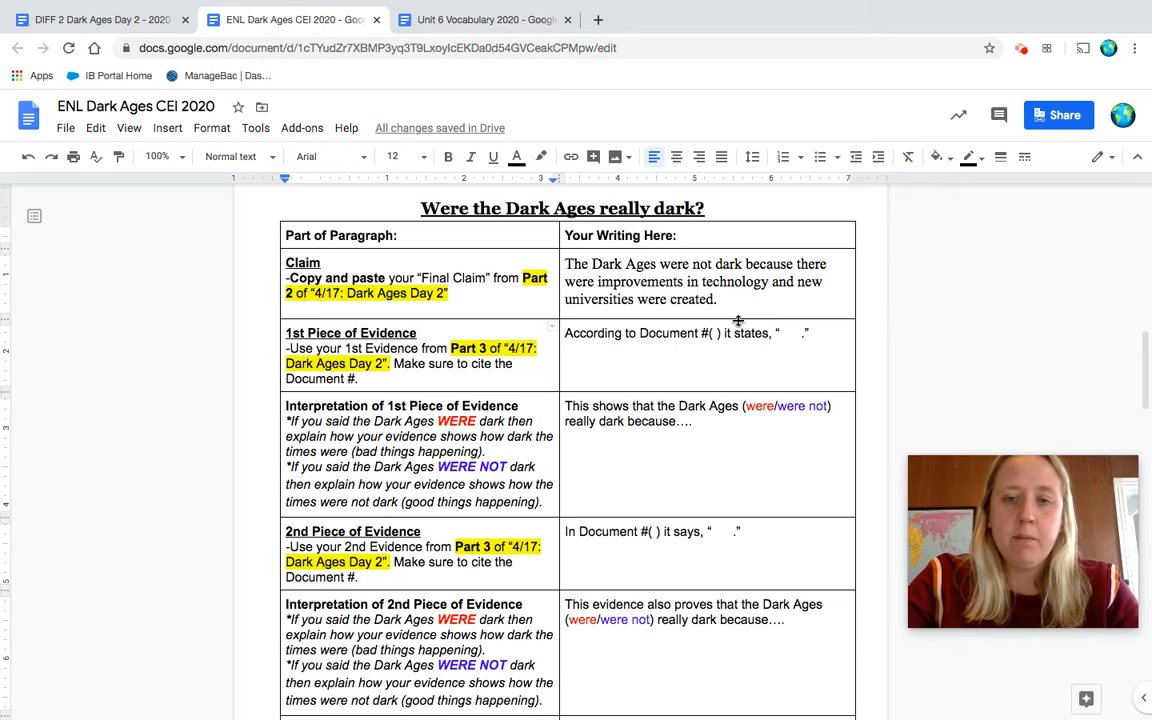 DIFF 2 Dark Ages Day 2 - 2020
ENL Dark Ages CEI 2020 - Goo
Unit 6 Vocabulary 2020 - Google
docs.google.com/document/d/1cTYudZr7XBMP3yq3T9LxoyIcEKDa0d54GVCeakCPMpw/edit
Apps IB Portal Home ManageBac | Das...
ENL Dark Ages CEI 2020
File Edit View Insert Format Tools Add-ons Help All changes saved in Drive
Share
100% Normal text Arial 12 B I U A
1 1 2 3 4 5 6 7
Were the Dark Ages really dark?
Part of Paragraph:
Your Writing Here:
Claim
-Copy and paste your “Final Claim” from Part
2 of “4/17: Dark Ages Day 2”
The Dark Ages were not dark because there
were improvements in technology and new
universities were created.
1st Piece of Evidence
-Use your 1st Evidence from Part 3 of “4/17:
Dark Ages Day 2”. Make sure to cite the
Document #.
According to Document #( ) it states, “ .”
Interpretation of 1st Piece of Evidence
*If you said the Dark Ages WERE dark then
explain how your evidence shows how dark the
times were (bad things happening).
*If you said the Dark Ages WERE NOT dark
then explain how your evidence shows how the
times were not dark (good things happening).
This shows that the Dark Ages (were/were not)
really dark because….
2nd Piece of Evidence
-Use your 2nd Evidence from Part 3 of “4/17:
Dark Ages Day 2”. Make sure to cite the
Document #.
In Document #( ) it says, “ .”
Interpretation of 2nd Piece of Evidence
*If you said the Dark Ages WERE dark then
explain how your evidence shows how dark the
times were (bad things happening).
*If you said the Dark Ages WERE NOT dark
then explain how your evidence shows how the
times were not dark (good things happening).
This evidence also proves that the Dark Ages
(were/were not) really dark because….